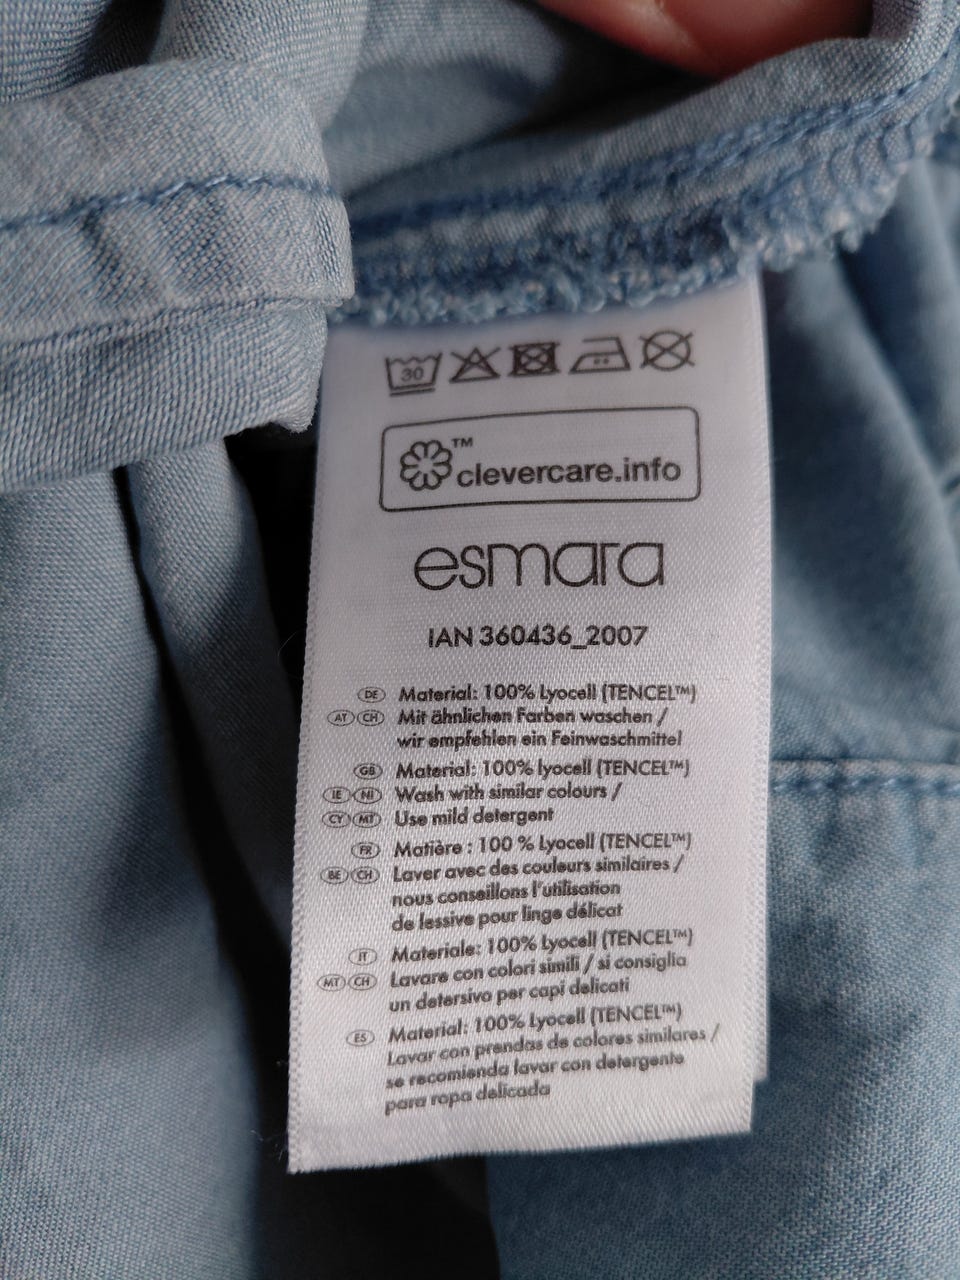 30
™
clevercare.info
esmara
IAN 360436_2007
DE Material: 100% Lyocell (TENCEL™)
AT CH Mit ähnlichen Farben waschen /
wir empfehlen ein Feinwaschmittel
GB Material: 100% lyocell (TENCEL™)
IE NI Wash with similar colours /
CY MT Use mild detergent
FR Matière : 100 % Lyocell (TENCEL™)
BE CH Laver avec des couleurs similaires /
nous conseillons l'utilisation
de lessive pour linge délicat
IT Materiale: 100% Lyocell (TENCEL™)
MT CH Lavare con colori simili / si consiglia
un detersivo per capi delicati
ES Material: 100% Lyocell (TENCEL™)
Lavar con prendas de colores similares /
se recomienda lavar con detergente
para ropa delicada